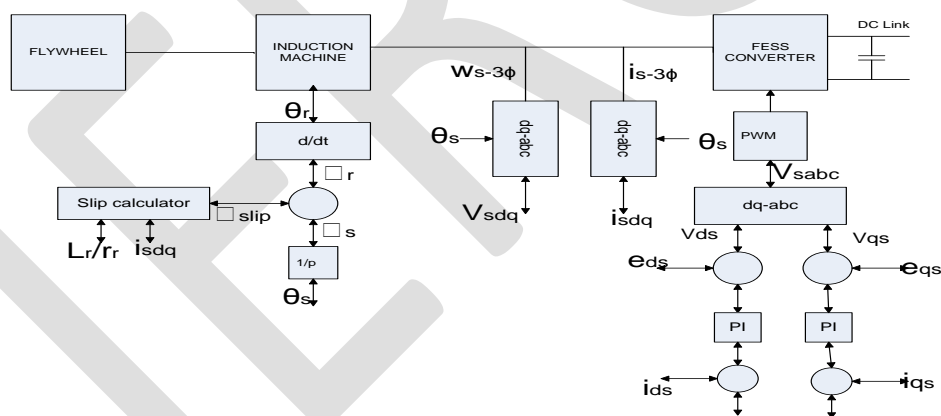 DC Link
FLYWHEEL
INDUCTION MACHINE
FESS CONVERTER
ws-3ϕ
is-3ϕ
θr
θs
dq-abc
dq-abc
θs
PWM
d/dt
Vsabc
□ r
Slip calculator
□ slip
Vsdq
isdq
dq-abc
□ s
Vds
Vqs
Lr/rr
isdq
1/p
eds
eqs
θs
PI
PI
ids
iqs